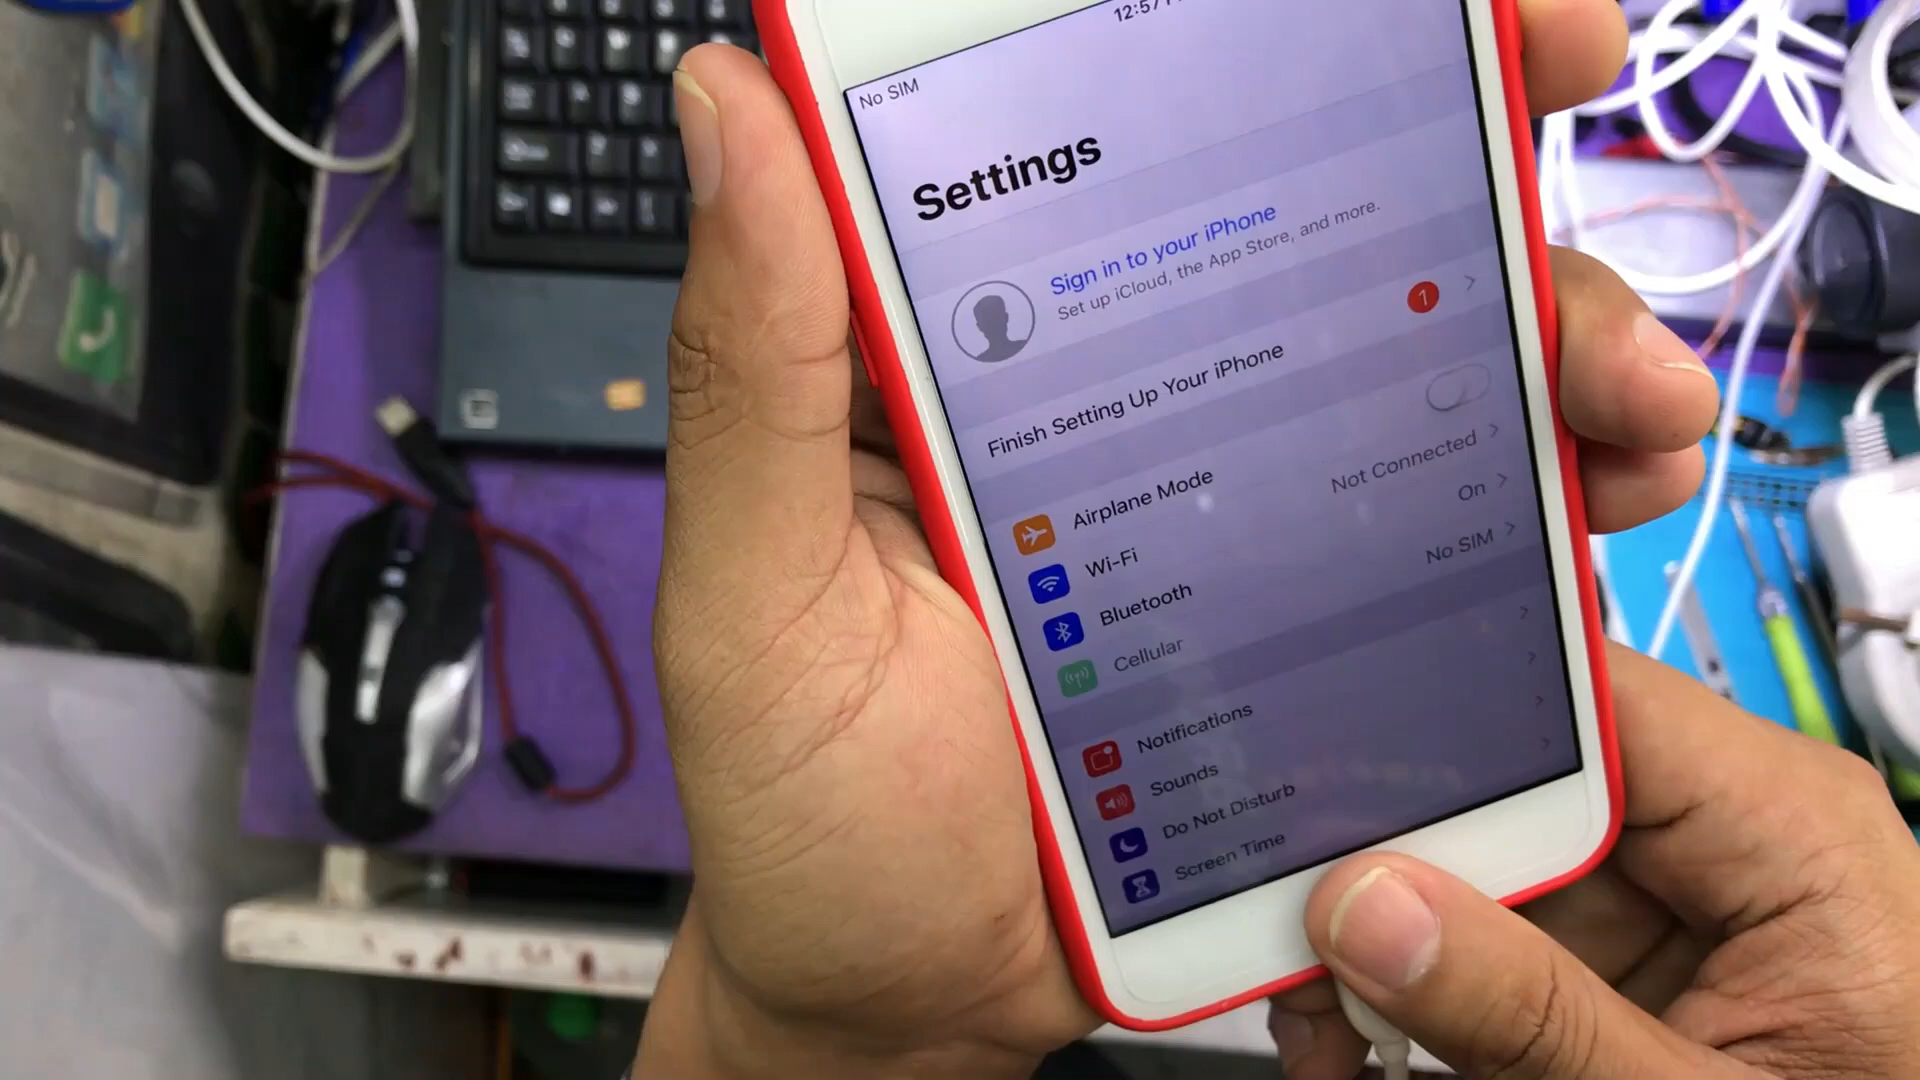 12:57
No SIM
Settings
Sign in to your iPhone
Set up iCloud, the App Store, and more.
Finish Setting Up Your iPhone
1
Airplane Mode
Wi-Fi
Not Connected
Bluetooth
On
Cellular
No SIM
Notifications
Sounds
Do Not Disturb
Screen Time